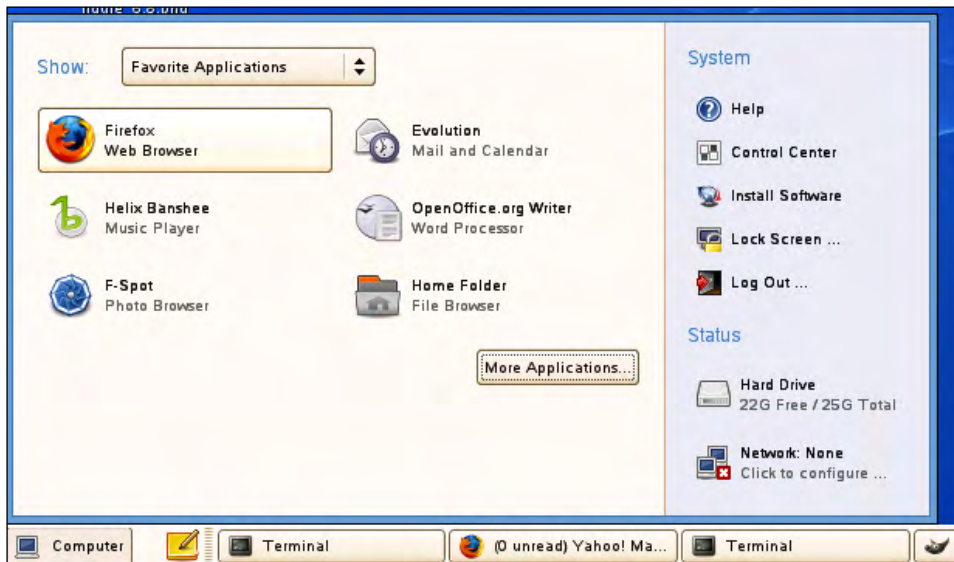 Show:
Favorite Applications
Firefox
Web Browser
Evolution
Mail and Calendar
Helix Banshee
Music Player
OpenOffice.org Writer
Word Processor
F-Spot
Photo Browser
Home Folder
File Browser
More Applications...
System
Help
Control Center
Install Software
Lock Screen ...
Log Out ...
Status
Hard Drive
22G Free / 25G Total
Network: None
Click to configure ...
Computer
Terminal
(0 unread) Yahoo! Ma...
Terminal